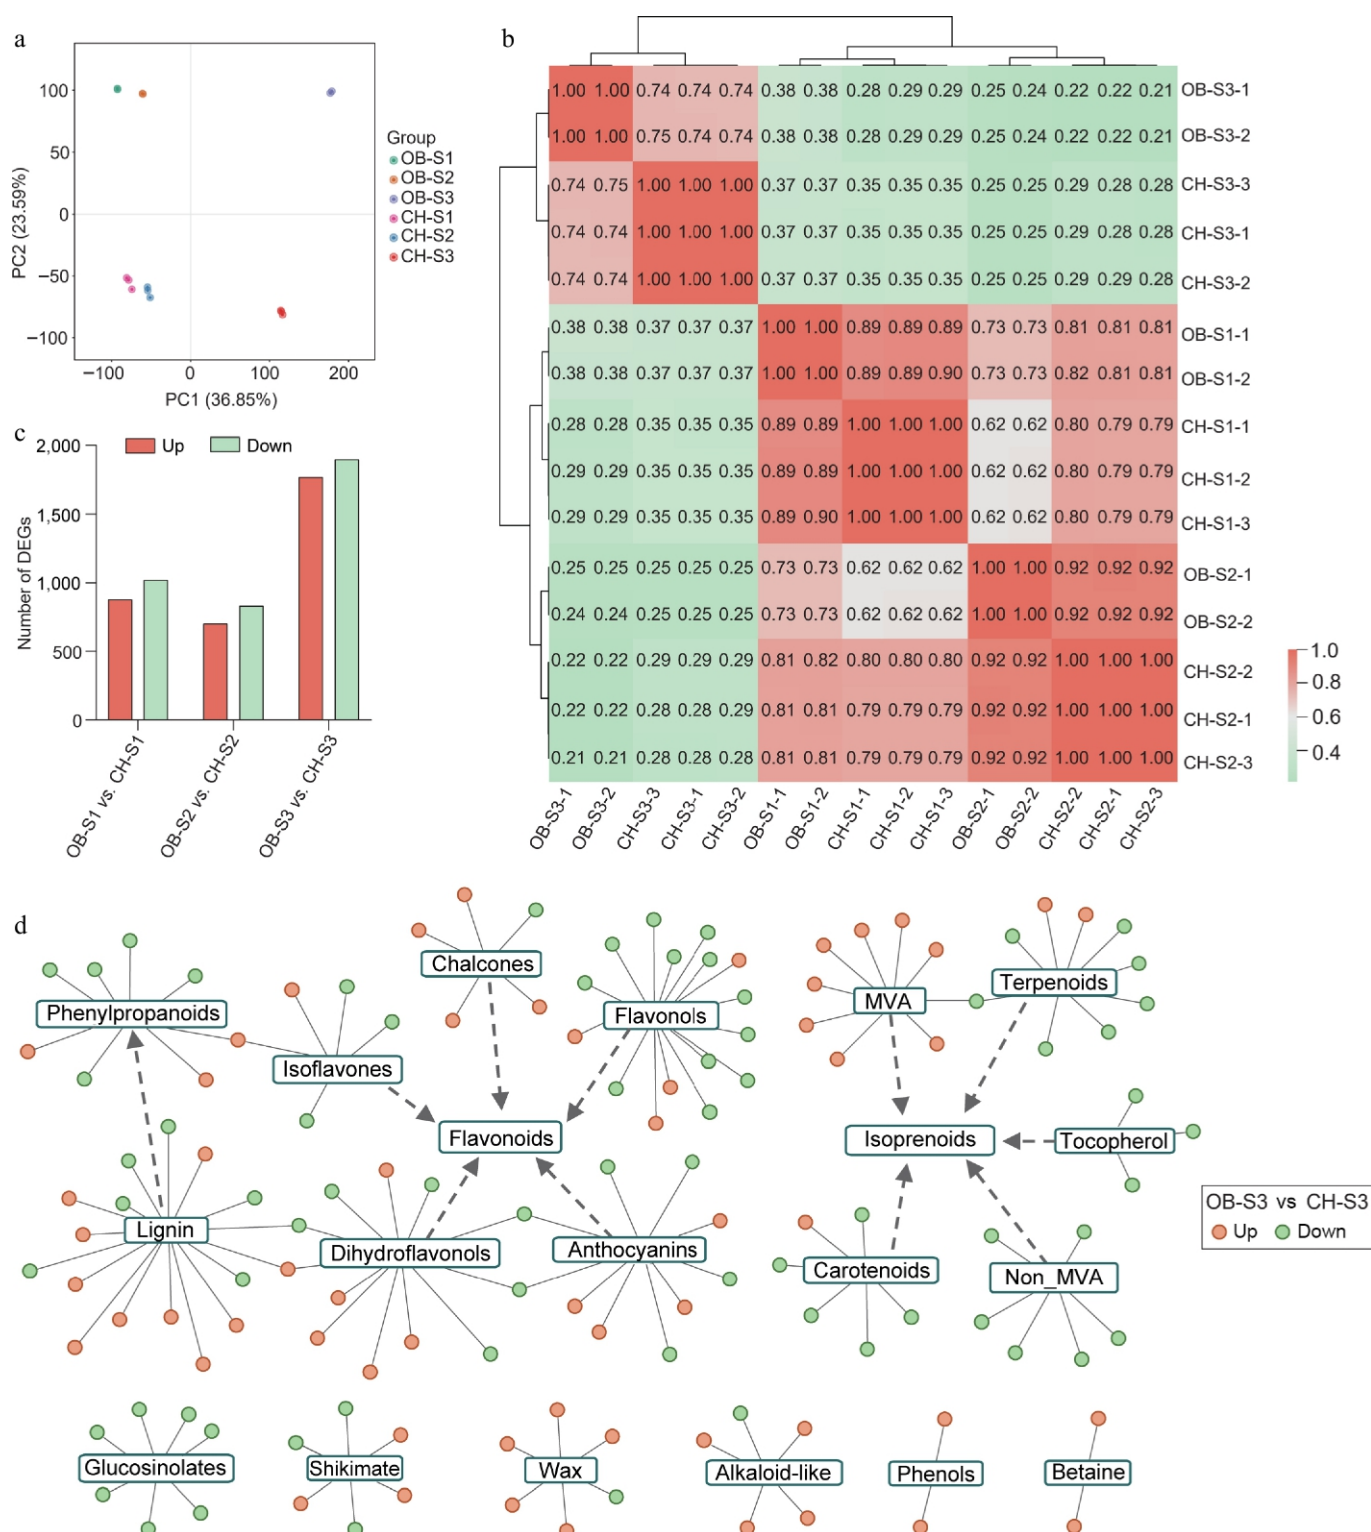 a
100
50
0
−50
−100
PC2 (23.59%)
−100 0 100 200
PC1 (36.85%)
Group
OB-S1
OB-S2
OB-S3
CH-S1
CH-S2
CH-S3
b
1.00 1.00 0.74 0.74 0.74 0.38 0.38 0.28 0.29 0.29 0.25 0.24 0.22 0.22 0.21 OB-S3-1
1.00 1.00 0.75 0.74 0.74 0.38 0.38 0.28 0.29 0.29 0.25 0.24 0.22 0.22 0.21 OB-S3-2
0.74 0.75 1.00 1.00 1.00 0.37 0.37 0.35 0.35 0.35 0.25 0.25 0.29 0.28 0.28 CH-S3-3
0.74 0.74 1.00 1.00 1.00 0.37 0.37 0.35 0.35 0.35 0.25 0.25 0.29 0.28 0.28 CH-S3-1
0.74 0.74 1.00 1.00 1.00 0.37 0.37 0.35 0.35 0.35 0.25 0.25 0.29 0.29 0.28 CH-S3-2
0.38 0.38 0.37 0.37 0.37 1.00 1.00 0.89 0.89 0.89 0.73 0.73 0.81 0.81 0.81 OB-S1-1
0.38 0.38 0.37 0.37 0.37 1.00 1.00 0.89 0.89 0.90 0.73 0.73 0.82 0.81 0.81 OB-S1-2
0.28 0.28 0.35 0.35 0.35 0.89 0.89 1.00 1.00 1.00 0.62 0.62 0.80 0.79 0.79 CH-S1-1
0.29 0.29 0.35 0.35 0.35 0.89 0.89 1.00 1.00 1.00 0.62 0.62 0.80 0.79 0.79 CH-S1-2
0.29 0.29 0.35 0.35 0.35 0.89 0.90 1.00 1.00 1.00 0.62 0.62 0.80 0.79 0.79 CH-S1-3
0.25 0.25 0.25 0.25 0.25 0.73 0.73 0.62 0.62 0.62 1.00 1.00 0.92 0.92 0.92 OB-S2-1
0.24 0.24 0.25 0.25 0.25 0.73 0.73 0.62 0.62 0.62 1.00 1.00 0.92 0.92 0.92 OB-S2-2
0.22 0.22 0.29 0.29 0.29 0.81 0.82 0.80 0.80 0.80 0.92 0.92 1.00 1.00 1.00 CH-S2-2
0.22 0.22 0.28 0.28 0.29 0.81 0.81 0.79 0.79 0.79 0.92 0.92 1.00 1.00 1.00 CH-S2-1
0.21 0.21 0.28 0.28 0.28 0.81 0.81 0.79 0.79 0.79 0.92 0.92 1.00 1.00 1.00 CH-S2-3
OB-S3-1 OB-S3-2 CH-S3-3 CH-S3-1 CH-S3-2 OB-S1-1 OB-S1-2 CH-S1-1 CH-S1-2 CH-S1-3 OB-S2-1 OB-S2-2 CH-S2-2 CH-S2-1 CH-S2-3
1.0
0.8
0.6
0.4
c
Up Down
2,000
1,500
1,000
500
0
Number of DEGs
OB-S1 vs. CH-S1
OB-S2 vs. CH-S2
OB-S3 vs CH-S3
d
Chalcones
Phenylpropanoids
Isoflavones
Flavonols
MVA
Terpenoids
Flavonoids
Isoprenoids
Tocopherol
Lignin
Dihydroflavonols
Anthocyanins
Carotenoids
Non_MVA
OB-S3 vs CH-S3
Up Down
Glucosinolates
Shikimate
Wax
Alkaloid-like
Phenols
Betaine